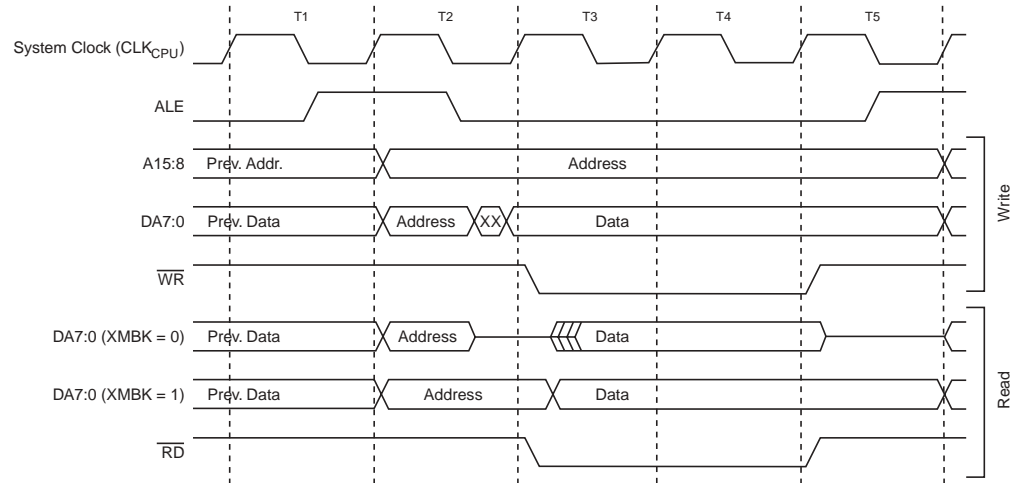 T1 T2 T3 T4 T5
System Clock (CLKCPU)
ALE
A15:8 Prev. Addr. Address
DA7:0 Prev. Data Address XX Data
WR
Write
DA7:0 (XMBK = 0) Prev. Data Address Data
DA7:0 (XMBK = 1) Prev. Data Address Data
RD
Read